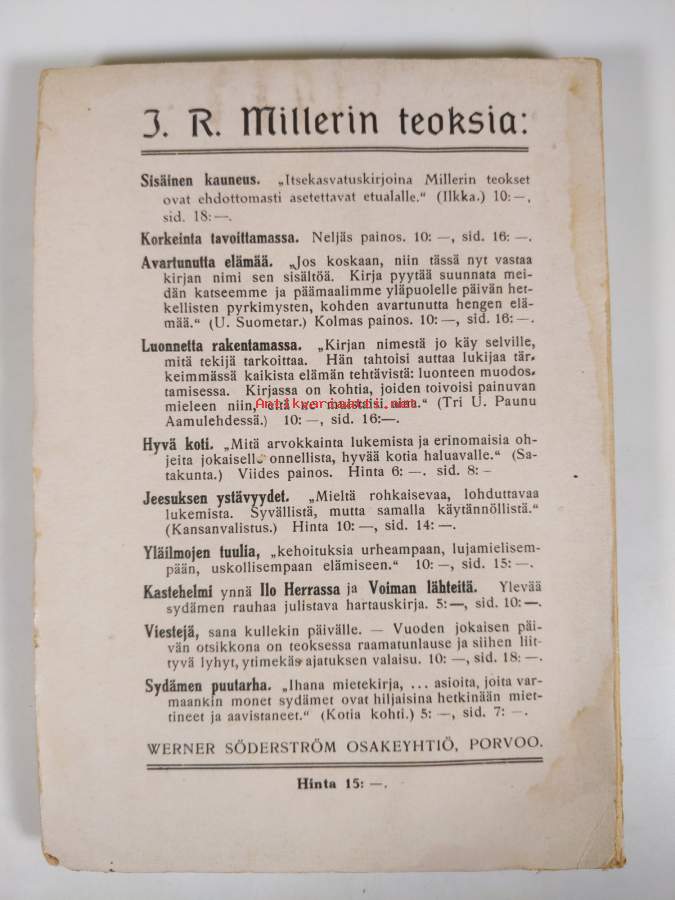 J. R. Millerin teoksia:
Sisäinen kauneus. „Itsekasvatuskirjoina Millerin teokset
ovat ehdottomasti asetettavat etualalle.“ (Ilkka.) 10: —,
sid. 18: —.
Korkeinta tavoittamassa. Neljäs painos. 10: —, sid. 16: —.
Avartunutta elämää. „Jos koskaan, niin tässä nyt vastaa
kirjan nimi sen sisältöä. Kirja pyytää suunnata mei-
dän katseemme ja päämaalimme yläpuolelle päivän het-
kellisten pyrkimysten, kohden avartunutta hengen elä-
mää.“ (U. Suometar.) Kolmas painos. 10: —, sid. 16: —.
Luonnetta rakentamassa. „Kirjan nimestä jo käy selville,
mitä tekijä tarkoittaa. Hän tahtoisi auttaa lukijaa tär-
keimmässä kaikista elämän tehtävistä: luonteen muodos-
tamisessa. Kirjassa on kohtia, joiden toivoisi painuvan
mieleen niin, että ne muistaisi aina.“ (Tri U. Paunu
Aamulehdessä.) 10: —, sid. 16: —.
Hyvä koti. „Mitä arvokkainta lukemista ja erinomaisia oh-
jeita jokaiselle onnellista, hyvää kotia haluavalle.“ (Sa-
takunta.) Viides painos. Hinta 6: —. sid. 8: –
Jeesuksen ystävyydet. „Mieltä rohkaisevaa, lohduttavaa
lukemista. Syvällistä, mutta samalla käytännöllistä.“
(Kansanvalistus.) Hinta 10: —, sid. 14: —.
Yläilmojen tuulia, „kehoituksia urheampaan, lujamielisem-
pään, uskollisempaan elämiseen.“ 10: —, sid. 15: —.
Kastehelmi ynnä Ilo Herrassa ja Voiman lähteitä. Ylevää
sydämen rauhaa julistava hartauskirja. 5: —, sid. 10: —.
Viestejä, sana kullekin päivälle. — Vuoden jokaisen päi-
vän otsikkona on teoksessa raamatunlause ja siihen liit-
tyvä lyhyt, ytimekäs ajatuksen valaisu. 10: —, sid. 18: —.
Sydämen puutarha. „Ihana mietekirja, ... asioita, joita var-
maankin monet sydämet ovat hiljaisina hetkinään miet-
tineet ja aavistaneet.“ (Kotia kohti.) 5: —, sid. 7: —.
WERNER SÖDERSTRÖM OSAKEYHTIÖ, PORVOO.
Hinta 15: —.